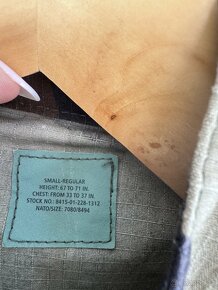 SMALL-REGULAR
HEIGHT: 67 TO 71 IN.
CHEST: FROM 33 TO 37 IN.
STOCK NO.: 8415-01-228-1312
NATO/SIZE: 7080/8494